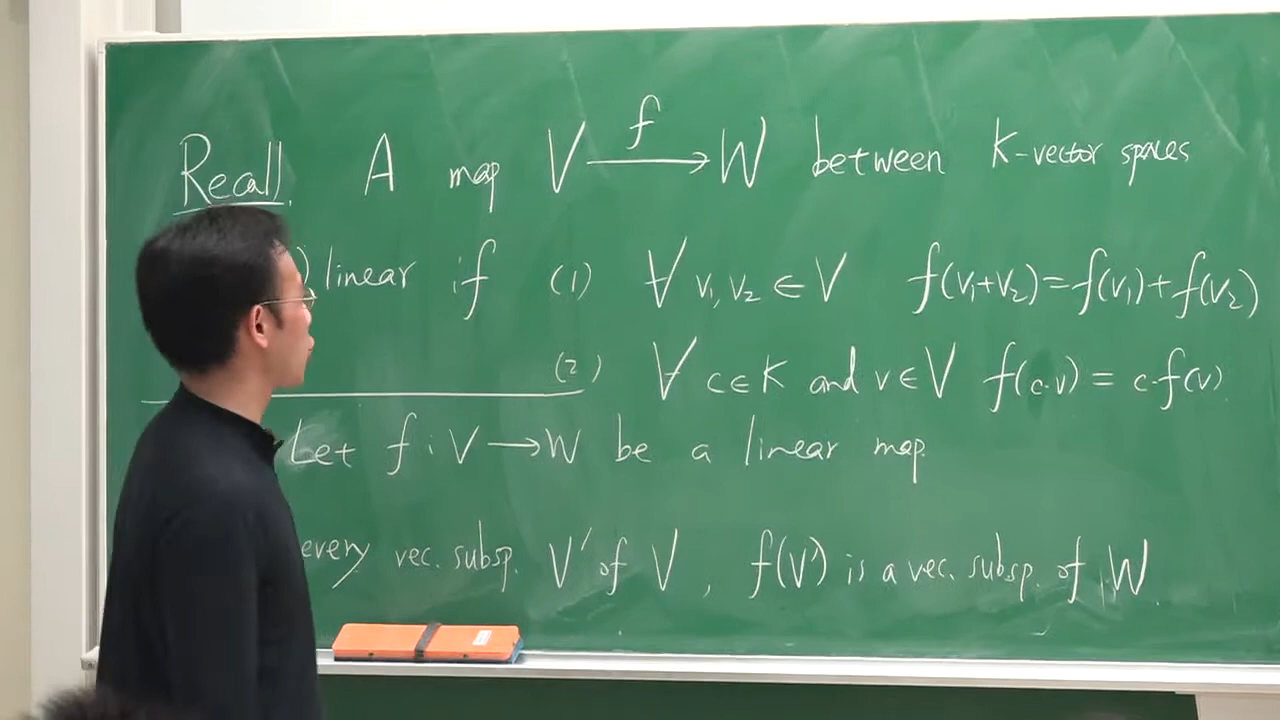 Recall. A map V —f→ W between K-vector spaces
) linear if (1) ∀ v₁, v₂ ∈ V f(v₁+v₂)=f(v₁)+f(v₂)
(2) ∀ c∈K and v∈V f(c·v) = c·f(v).
Let f : V → W be a linear map.
every vec. subsp. V′ of V, f(V′) is a vec. subsp. of W.